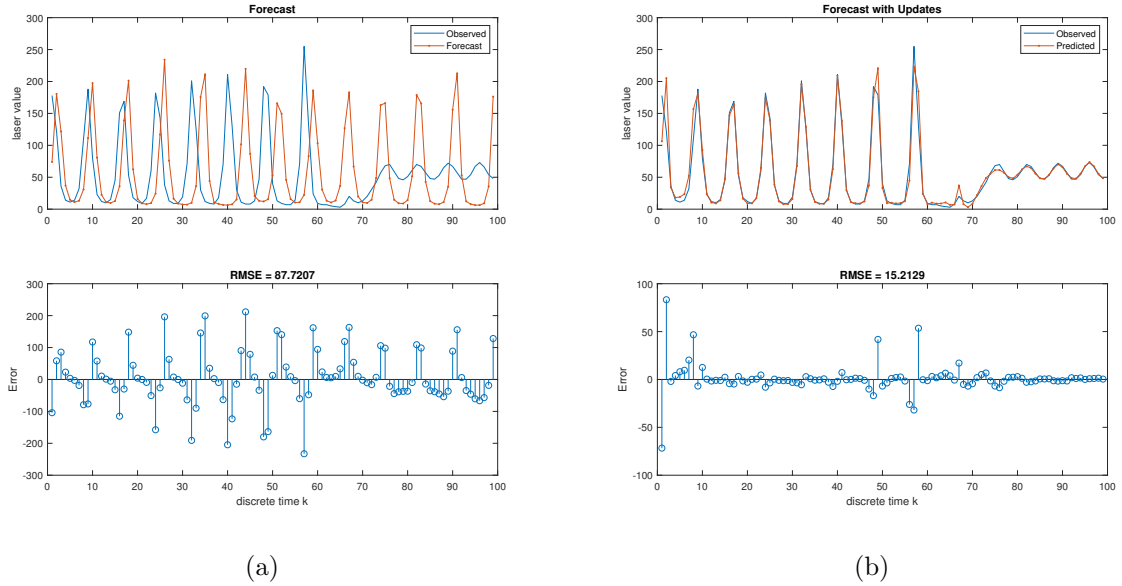 Forecast
300
250
200
150
100
50
0
laser value
Observed
Forecast
0 10 20 30 40 50 60 70 80 90 100
RMSE = 87.7207
300
200
100
0
-100
-200
-300
Error
0 10 20 30 40 50 60 70 80 90 100
discrete time k
(a)
Forecast with Updates
300
250
200
150
100
50
0
laser value
Observed
Predicted
0 10 20 30 40 50 60 70 80 90 100
RMSE = 15.2129
100
50
0
-50
-100
Error
0 10 20 30 40 50 60 70 80 90 100
discrete time k
(b)